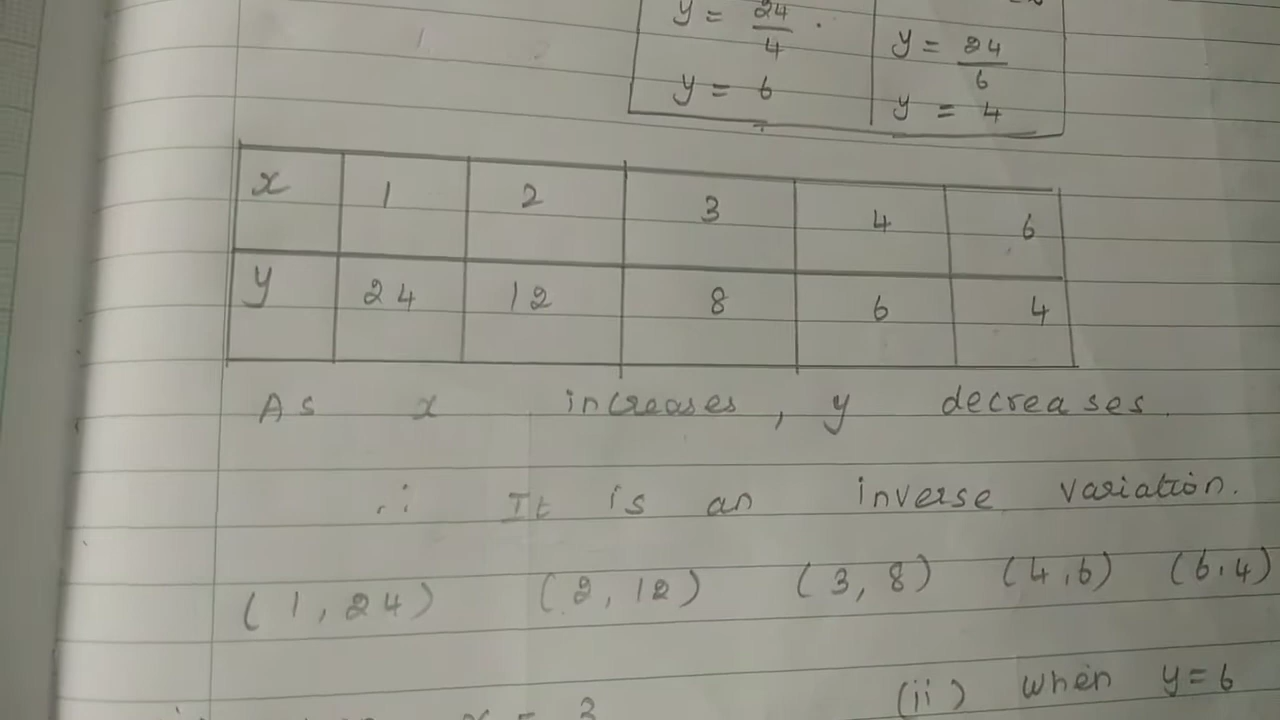 y = 24/4
y = 6
y = 24/6
y = 4
x 1 2 3 4 6
y 24 12 8 6 4
As x increases, y decreases.
∴ It is an inverse variation.
(1, 24) (2, 12) (3, 8) (4, 6) (6, 4)
(ii) when y = 6
x = 3